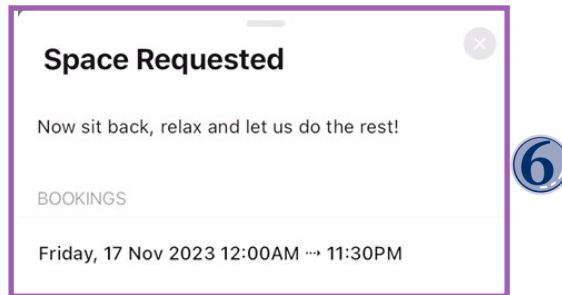 Space Requested
Now sit back, relax and let us do the rest!
BOOKINGS
Friday, 17 Nov 2023 12:00AM ⤑ 11:30PM
6